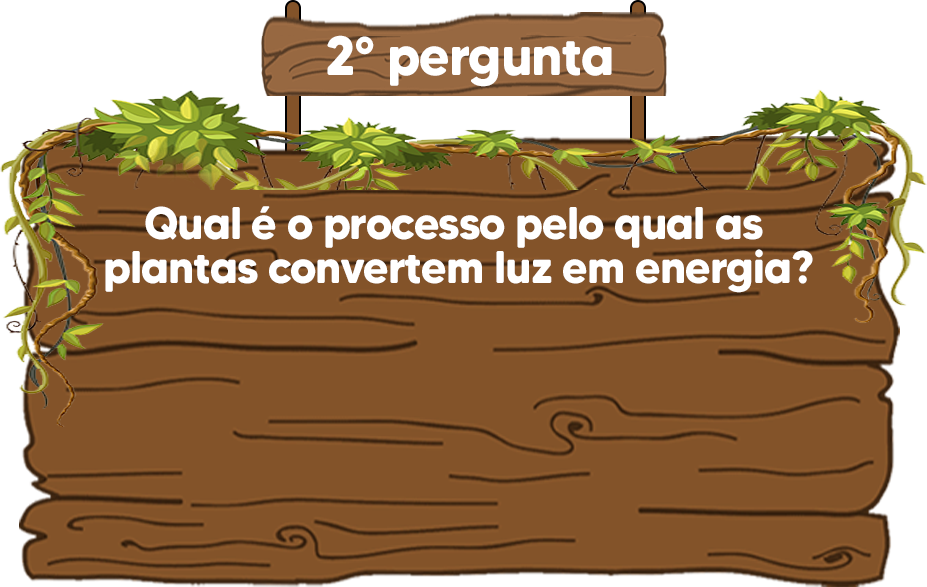 2° pergunta
Qual é o processo pelo qual as
plantas convertem luz em energia?